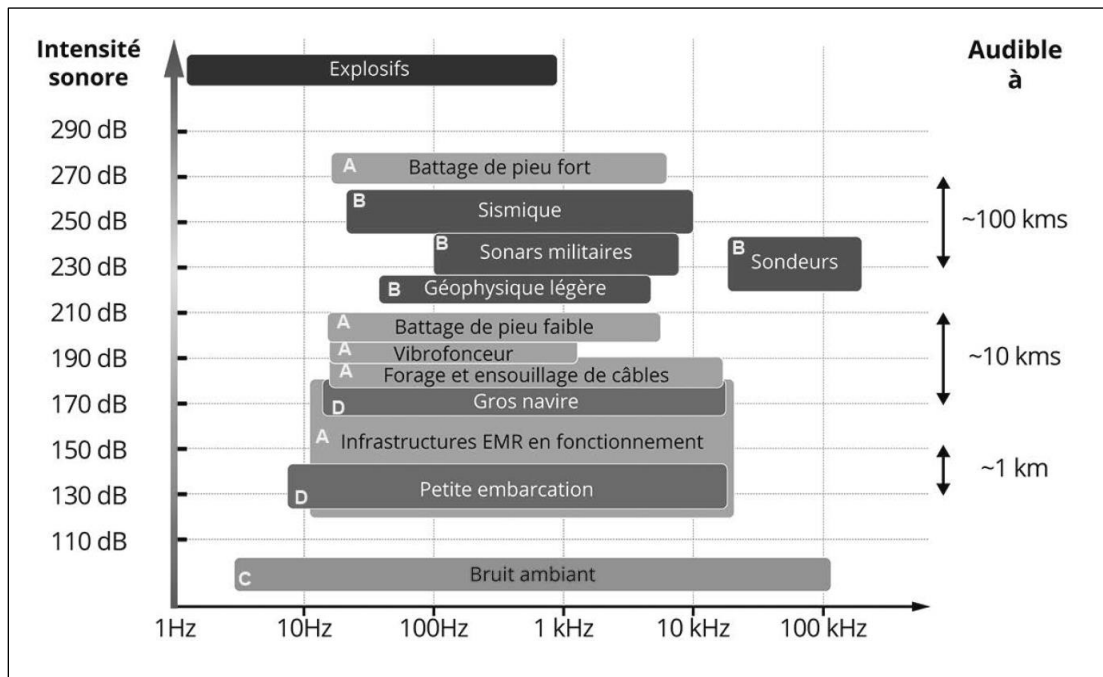 Intensité
sonore
Audible
à
Explosifs
290 dB
270 dB
A Battage de pieu fort
B Sismique
250 dB
~100 kms
B Sonars militaires
B Sondeurs
230 dB
B Géophysique légère
210 dB
A Battage de pieu faible
A Vibrofonceur
190 dB
~10 kms
A Forage et ensouillage de câbles
170 dB
D Gros navire
A Infrastructures EMR en fonctionnement
150 dB
~1 km
130 dB
D Petite embarcation
110 dB
C Bruit ambiant
1Hz 10Hz 100Hz 1 kHz 10 kHz 100 kHz